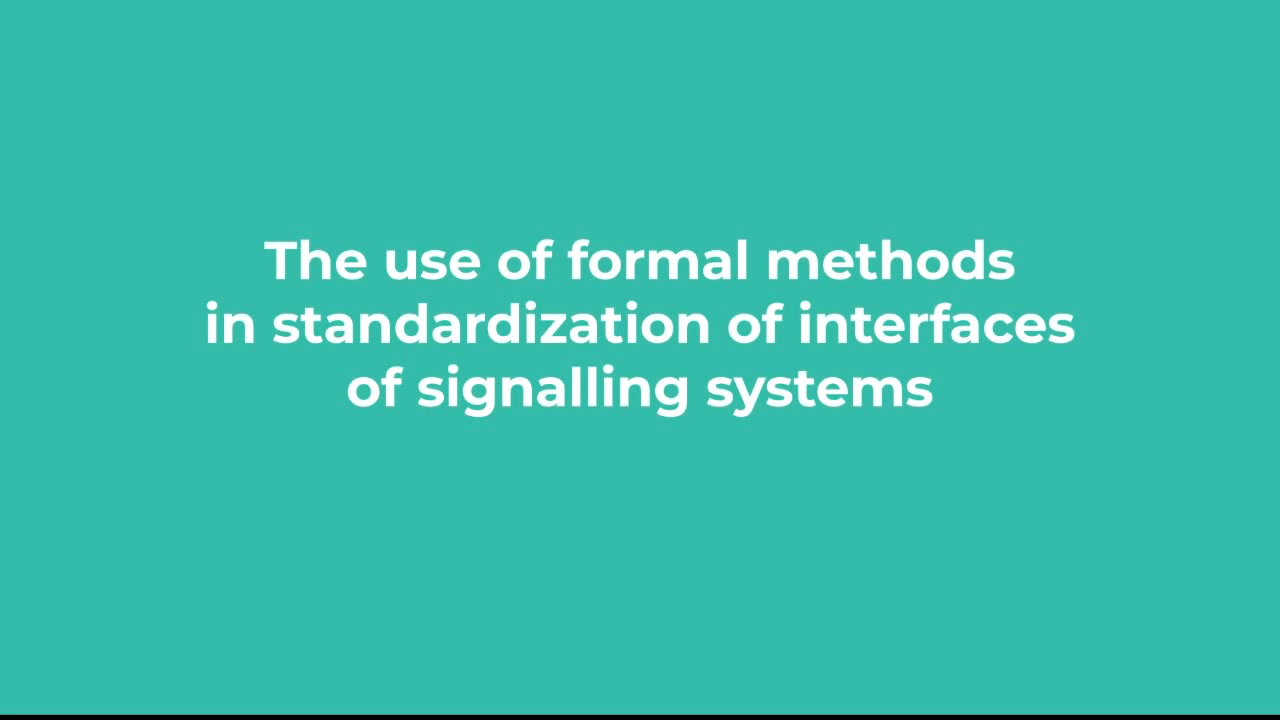 The use of formal methods
in standardization of interfaces
of signalling systems